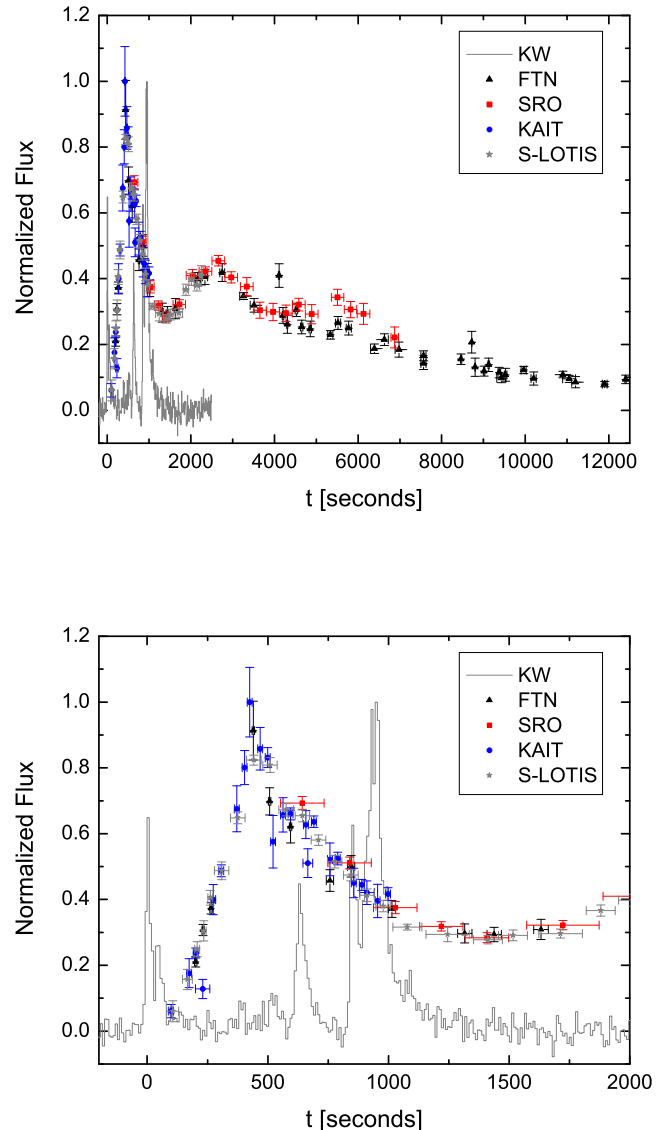 1.2
1.0
0.8
0.6
0.4
0.2
0.0
Normalized Flux
KW
FTN
SRO
KAIT
S-LOTIS
0 2000 4000 6000 8000 10000 12000
t [seconds]
1.2
1.0
0.8
0.6
0.4
0.2
0.0
Normalized Flux
KW
FTN
SRO
KAIT
S-LOTIS
0 500 1000 1500 2000
t [seconds]